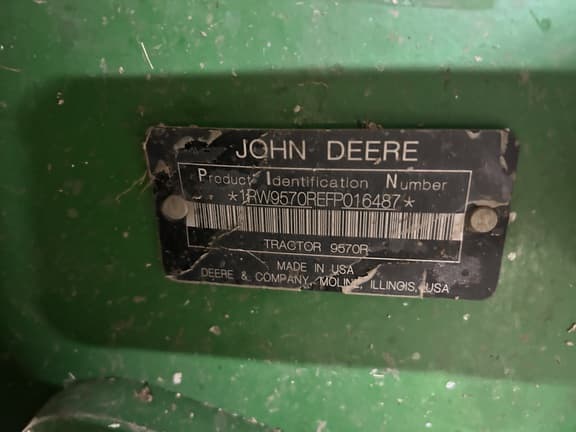 JOHN DEERE
Product Identification Number
*1RW9570REFP016487*
TRACTOR 9570R
MADE IN USA
DEERE & COMPANY, MOLINE, ILLINOIS, USA